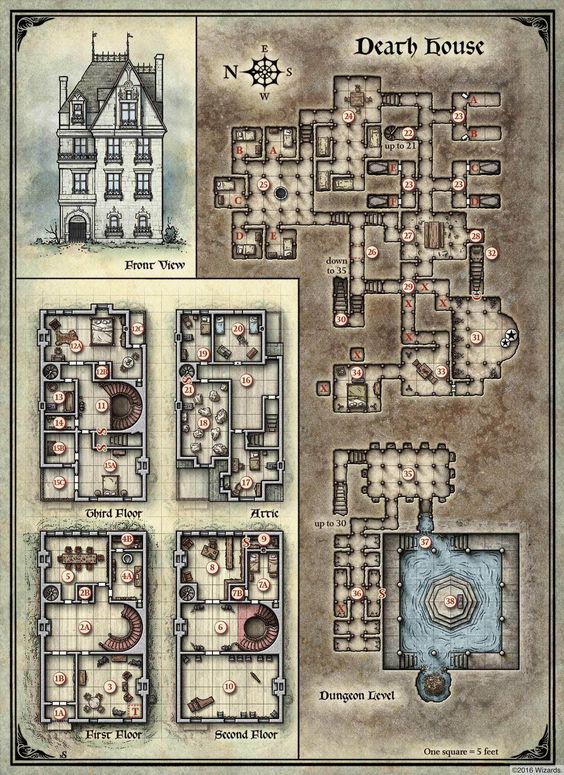 Death House
E
N
S
W
Front View
24
22
up to 21
23
A
B
B
A
25
C
D
E
E
F
C
D
23
23
26
27
28
32
down
to 35
29
X
X
X
30
31
X
X
34
33
X
12A
12C
12B
13
11
14
15B
15A
S
15C
Third Floor
20
19
S
21
16
18
17
Attic
35
up to 30
37
36
S
X
38
Dungeon Level
4B
5
4A
2B
2A
1B
3
1A
T
First Floor
S
9
8
7A
7B
6
10
Second Floor
One square = 5 feet
©2016 Wizards.